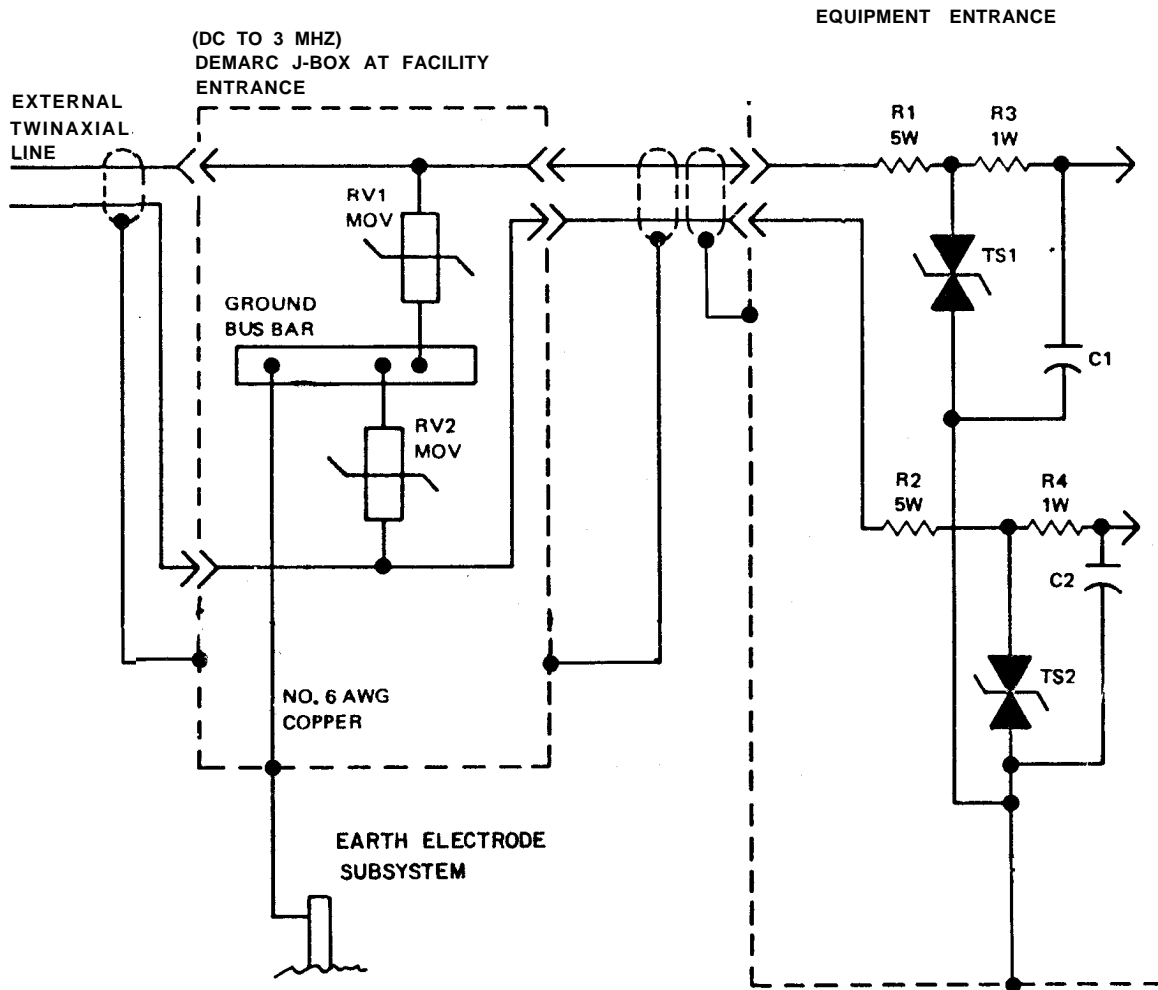 EQUIPMENT ENTRANCE
(DC TO 3 MHZ)
DEMARC J-BOX AT FACILITY
ENTRANCE
EXTERNAL
TWINAXIAL
LINE
R1
5W
R3
1W
RV1
MOV
TS1
GROUND
BUS BAR
C1
RV2
MOV
R2
5W
R4
1W
C2
TS2
NO. 6 AWG
COPPER
EARTH ELECTRODE
SUBSYSTEM